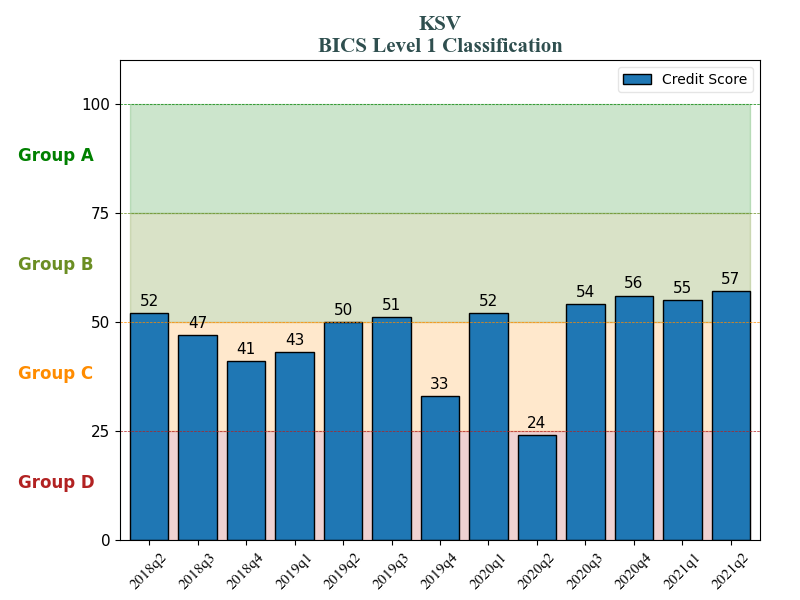 KSV
BICS Level 1 Classification
Credit Score
100
Group A
75
Group B
50
Group C
25
Group D
0
52
47
41
43
50
51
33
52
24
54
56
55
57
2018q2
2018q3
2018q4
2019q1
2019q2
2019q3
2019q4
2020q1
2020q2
2020q3
2020q4
2021q1
2021q2